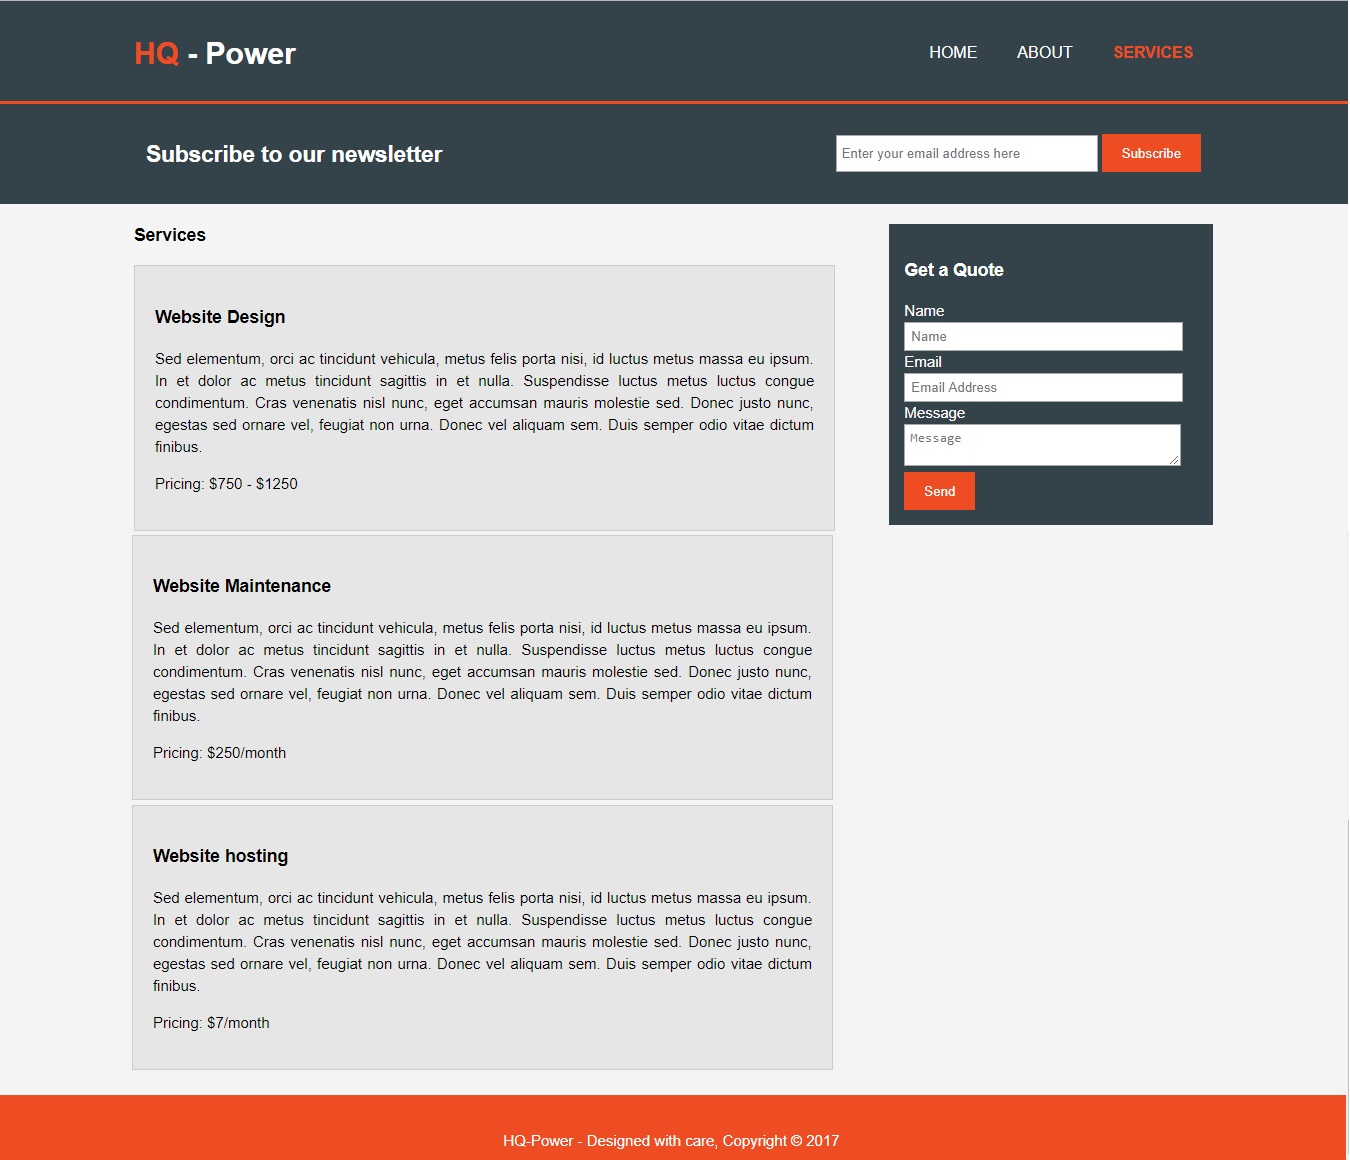 HQ - Power
HOME ABOUT SERVICES
Subscribe to our newsletter
Enter your email address here Subscribe
Services
Website Design
Sed elementum, orci ac tincidunt vehicula, metus felis porta nisi, id luctus metus massa eu ipsum.
In et dolor ac metus tincidunt sagittis in et nulla. Suspendisse luctus metus luctus congue
condimentum. Cras venenatis nisl nunc, eget accumsan mauris molestie sed. Donec justo nunc,
egestas sed ornare vel, feugiat non urna. Donec vel aliquam sem. Duis semper odio vitae dictum
finibus.
Pricing: $750 - $1250
Website Maintenance
Sed elementum, orci ac tincidunt vehicula, metus felis porta nisi, id luctus metus massa eu ipsum.
In et dolor ac metus tincidunt sagittis in et nulla. Suspendisse luctus metus luctus congue
condimentum. Cras venenatis nisl nunc, eget accumsan mauris molestie sed. Donec justo nunc,
egestas sed ornare vel, feugiat non urna. Donec vel aliquam sem. Duis semper odio vitae dictum
finibus.
Pricing: $250/month
Website hosting
Sed elementum, orci ac tincidunt vehicula, metus felis porta nisi, id luctus metus massa eu ipsum.
In et dolor ac metus tincidunt sagittis in et nulla. Suspendisse luctus metus luctus congue
condimentum. Cras venenatis nisl nunc, eget accumsan mauris molestie sed. Donec justo nunc,
egestas sed ornare vel, feugiat non urna. Donec vel aliquam sem. Duis semper odio vitae dictum
finibus.
Pricing: $7/month
Get a Quote
Name
Name
Email
Email Address
Message
Message
Send
HQ-Power - Designed with care, Copyright © 2017